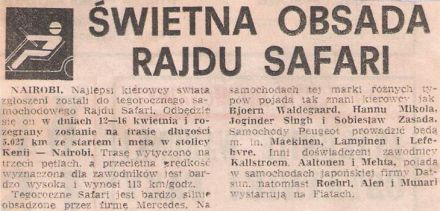 ŚWIETNA OBSADA
RAJDU SAFARI
NAIROBI. Najlepsi kierowcy świata
zgłoszeni zostali do tegorocznego sa-
mochodowego Rajdu Safari. Odbędzie
się on w dniach 12—16 kwietnia i ro-
zegrany zostanie na trasie długości
5.027 km ze startem i metą w stolicy
Kenii — Nairobi. Trasę wytyczono na
trzech pętlach, a przeciętna prędkość
wyznaczona dla zawodników jest bar-
dzo wysoka i wynosi 113 km/godz.
Tegoroczne Safari jest bardzo silnie
obsadzone przez firmę Mercedes. Na
samochodach tej marki różnych ty-
pów pojadą tak znani kierowcy jak
Bjoern Waldegaard, Hannu Mikola,
Joginder Singh i Sobiesław Zasada.
Samochody Peugeot prowadzić będą
m. in. Maekinen, Lampinen i Lefe-
bvre. Inni doświadczeni zawodnicy
Kallstroem, Aaltonen i Mehta, pojadą
na samochodach japońskiej firmy Dat-
sun, natomiast Roehrl, Alen i Munari
wystartują na Fiatach.